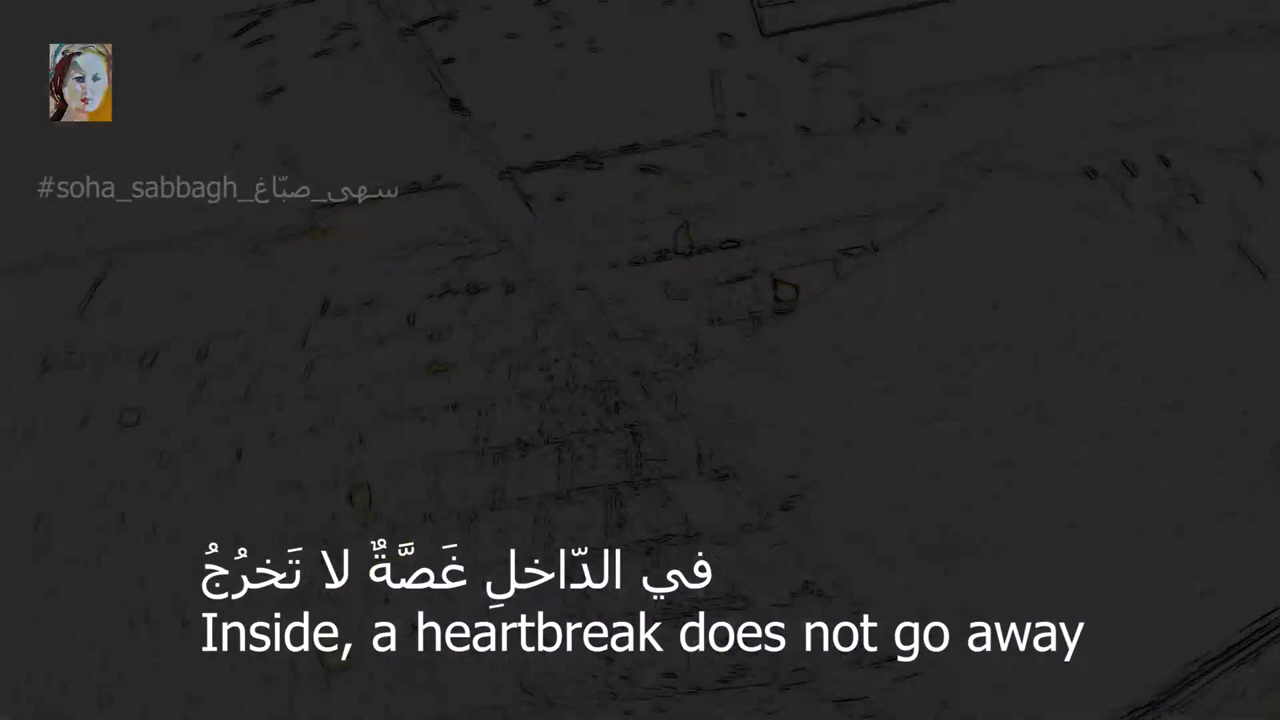 #soha_sabbagh_سهى_صبّاغ
في الدّاخلِ غَصَّةٌ لا تَخرُجُ
Inside, a heartbreak does not go away